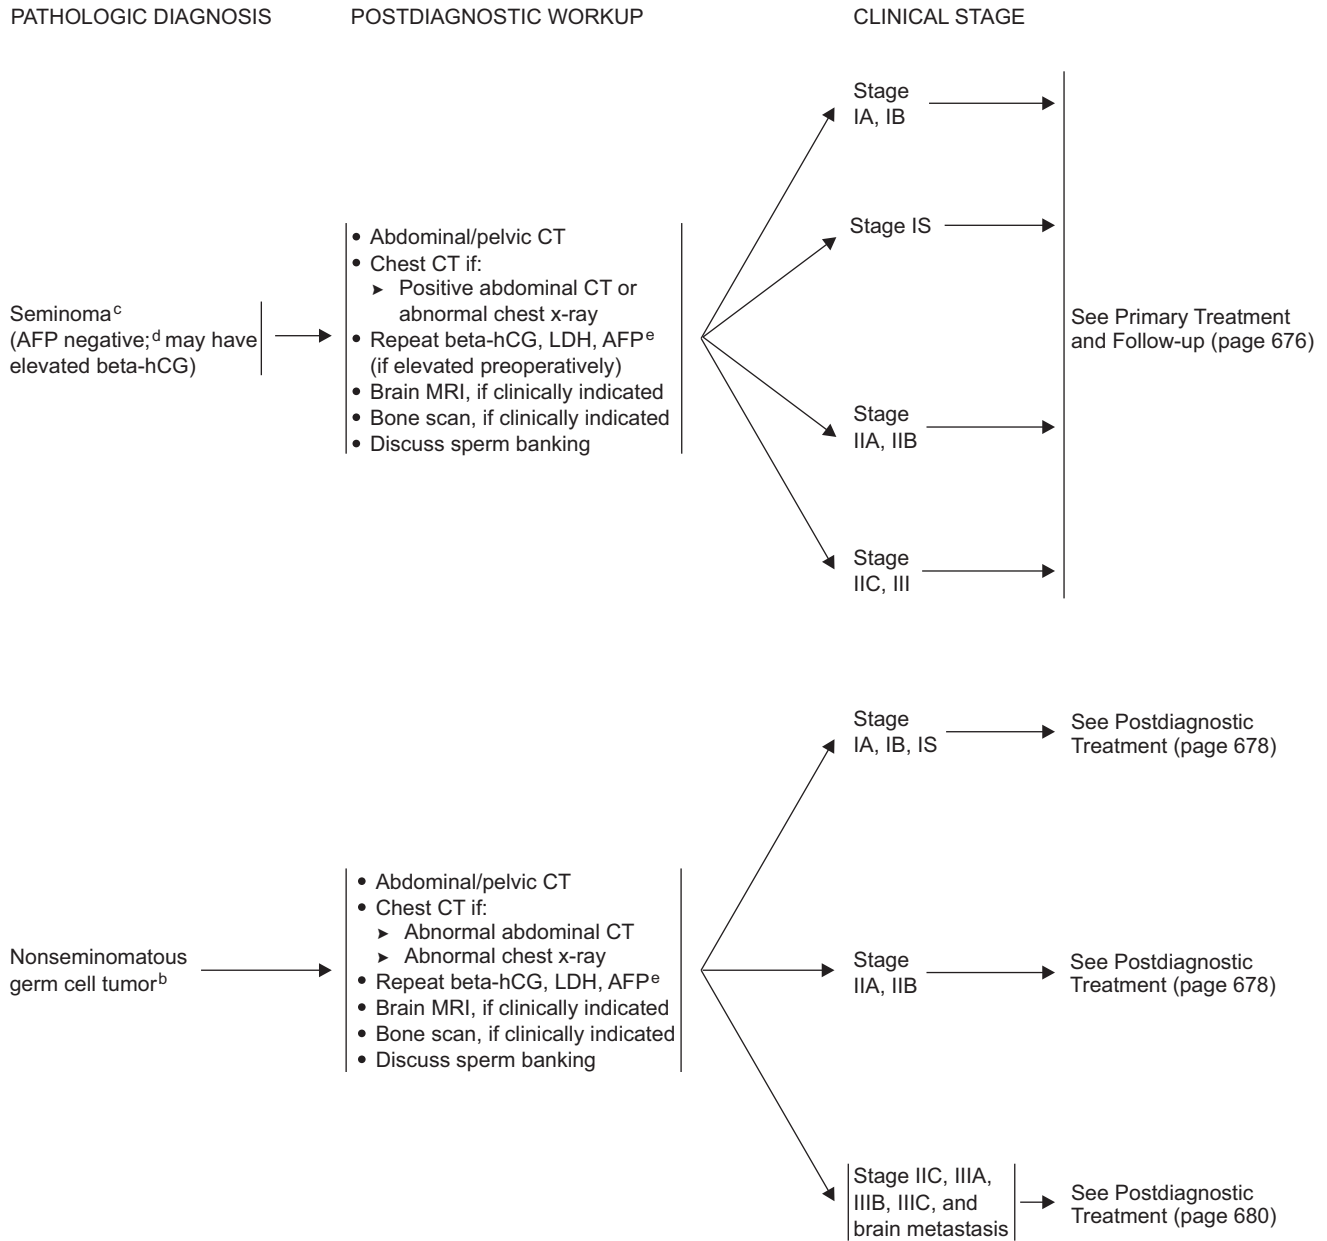 PATHOLOGIC DIAGNOSIS
POSTDIAGNOSTIC WORKUP
CLINICAL STAGE
Seminomaᶜ
(AFP negative;ᵈ may have
elevated beta-hCG)
• Abdominal/pelvic CT
• Chest CT if:
➤ Positive abdominal CT or
abnormal chest x-ray
• Repeat beta-hCG, LDH, AFPᵉ
(if elevated preoperatively)
• Brain MRI, if clinically indicated
• Bone scan, if clinically indicated
• Discuss sperm banking
Stage
IA, IB
Stage IS
Stage
IIA, IIB
Stage
IIC, III
See Primary Treatment
and Follow-up (page 676)
Nonseminomatous
germ cell tumorᵇ
• Abdominal/pelvic CT
• Chest CT if:
➤ Abnormal abdominal CT
➤ Abnormal chest x-ray
• Repeat beta-hCG, LDH, AFPᵉ
• Brain MRI, if clinically indicated
• Bone scan, if clinically indicated
• Discuss sperm banking
Stage
IA, IB, IS
See Postdiagnostic
Treatment (page 678)
Stage
IIA, IIB
See Postdiagnostic
Treatment (page 678)
Stage IIC, IIIA,
IIIB, IIIC, and
brain metastasis
See Postdiagnostic
Treatment (page 680)